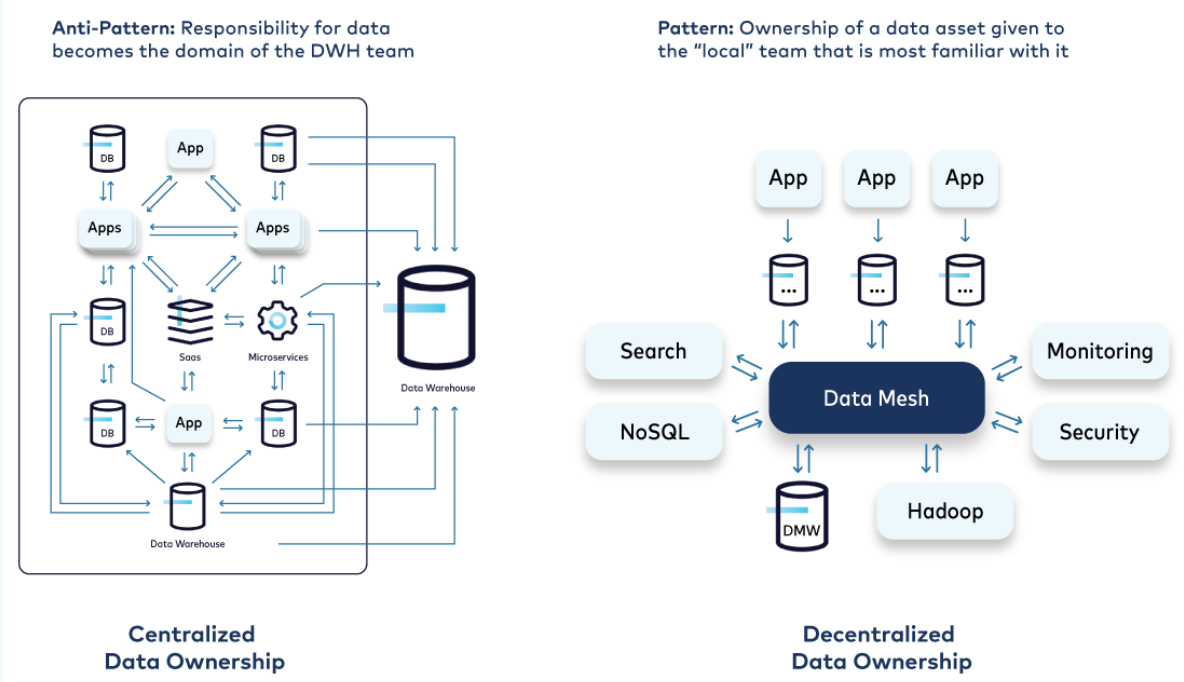 Anti-Pattern: Responsibility for data
becomes the domain of the DWH team
DB
App
DB
Apps
Apps
DB
Saas
Microservices
Data Warehouse
DB
App
DB
Data Warehouse
Centralized
Data Ownership
Pattern: Ownership of a data asset given to
the “local” team that is most familiar with it
App
App
App
...
...
...
Search
Monitoring
Data Mesh
NoSQL
Security
DMW
Hadoop
Decentralized
Data Ownership